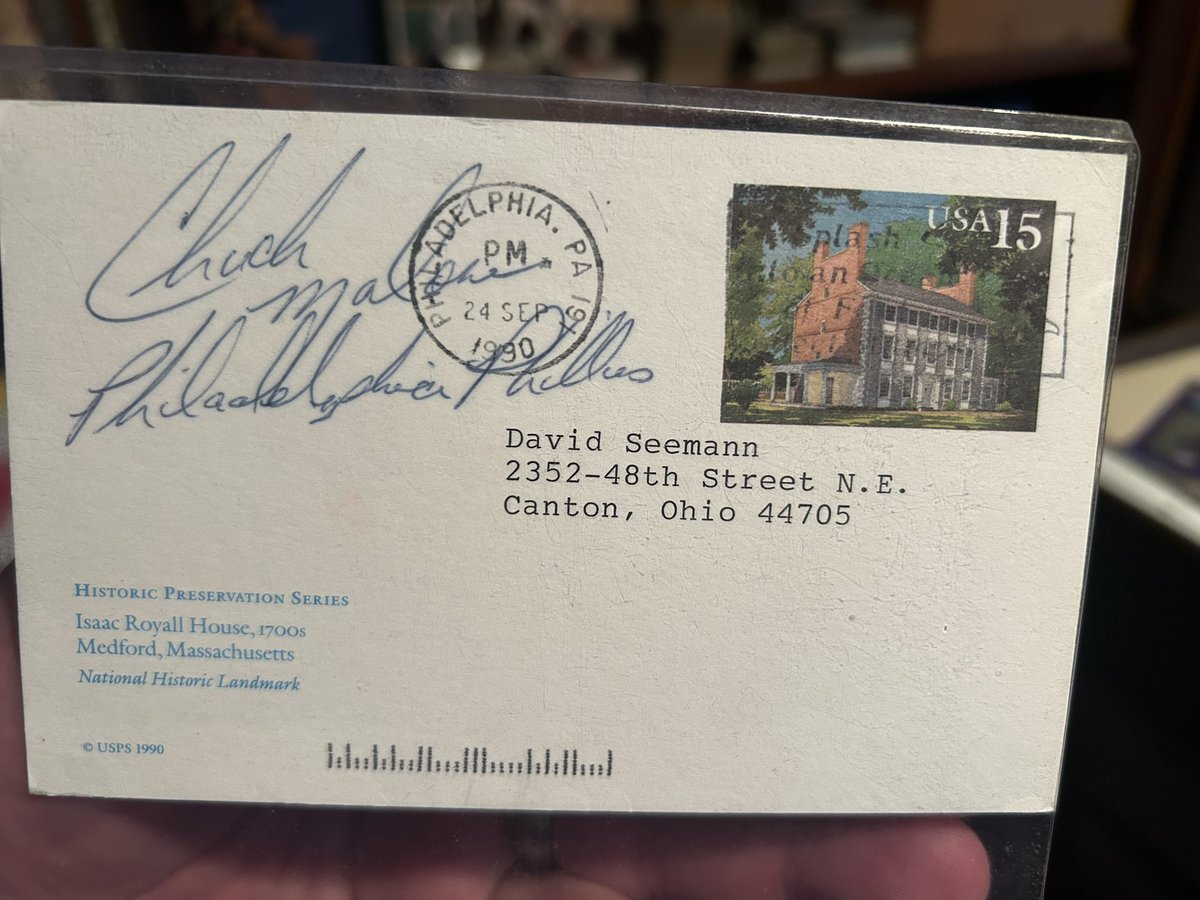 Chuck
Malone
Philadelphia Phillies
PHILADELPHIA, PA 191
PM
24 SEP
1990
USA 15
David Seemann
2352-48th Street N.E.
Canton, Ohio 44705
HISTORIC PRESERVATION SERIES
Isaac Royall House, 1700s
Medford, Massachusetts
National Historic Landmark
© USPS 1990